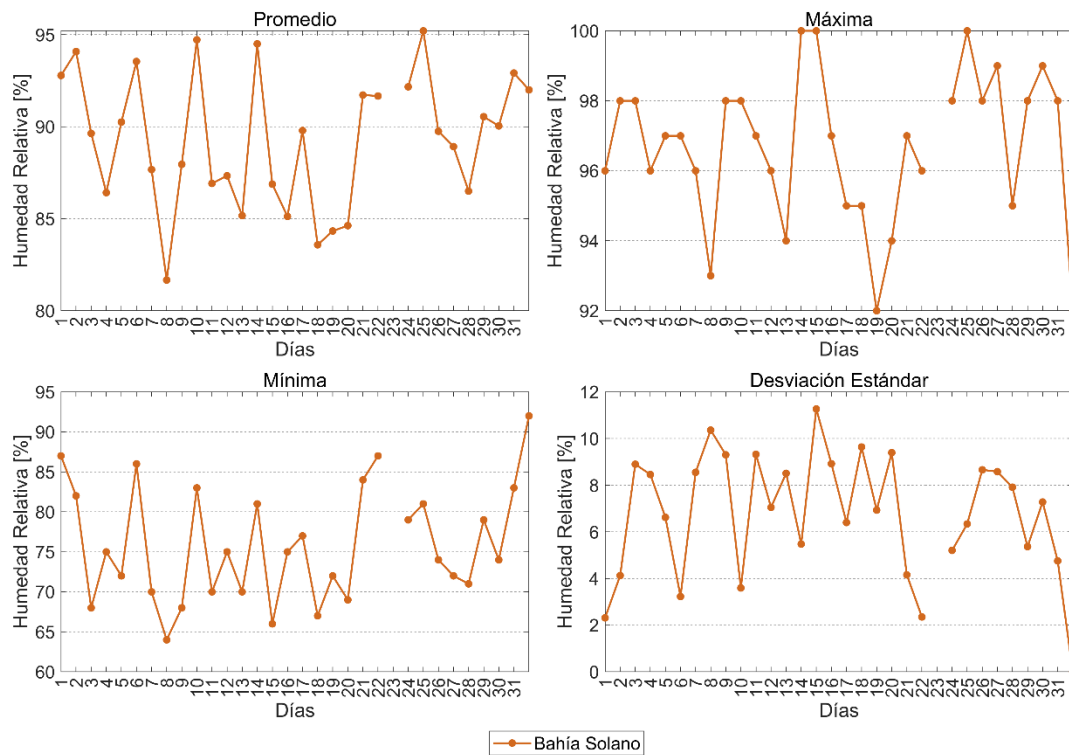 Promedio
Humedad Relativa [%]
95
90
85
80
1 2 3 4 5 6 7 8 9 10 11 12 13 14 15 16 17 18 19 20 21 22 23 24 25 26 27 28 29 30 31
Días
Máxima
Humedad Relativa [%]
100
98
96
94
92
1 2 3 4 5 6 7 8 9 10 11 12 13 14 15 16 17 18 19 20 21 22 23 24 25 26 27 28 29 30 31
Días
Mínima
Humedad Relativa [%]
95
90
85
80
75
70
65
60
1 2 3 4 5 6 7 8 9 10 11 12 13 14 15 16 17 18 19 20 21 22 23 24 25 26 27 28 29 30 31
Días
Desviación Estándar
Humedad Relativa [%]
12
10
8
6
4
2
0
1 2 3 4 5 6 7 8 9 10 11 12 13 14 15 16 17 18 19 20 21 22 23 24 25 26 27 28 29 30 31
Días
Bahía Solano